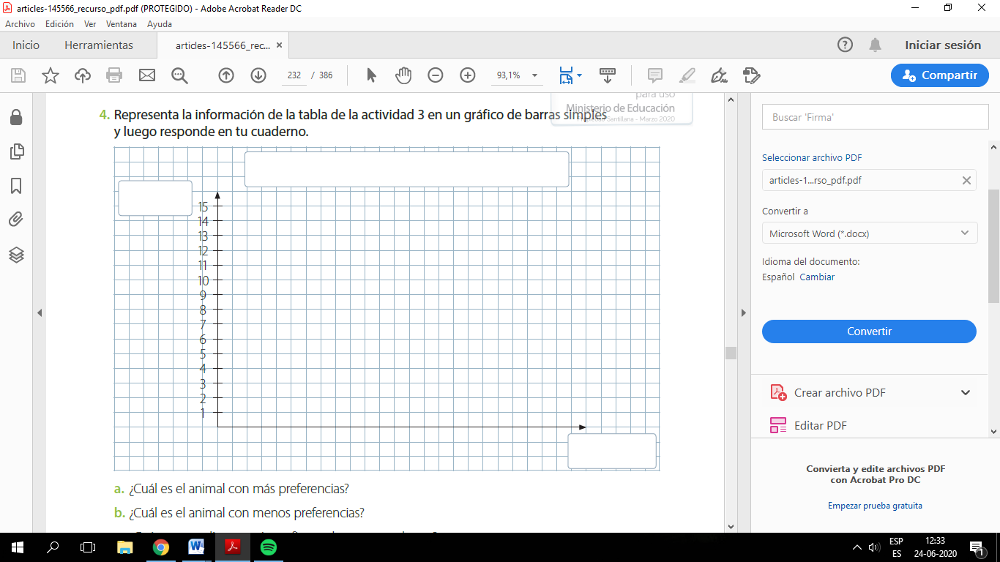 articles-145566_recurso_pdf.pdf (PROTEGIDO) - Adobe Acrobat Reader DC
Archivo Edición Ver Ventana Ayuda
Inicio Herramientas articles-145566_rec... Iniciar sesión
232 / 386 93,1% Compartir
para uso
Ministerio de Educación
Santillana - Marzo 2020
4. Representa la información de la tabla de la actividad 3 en un gráfico de barras simples
y luego responde en tu cuaderno.
15
14
13
12
11
10
9
8
7
6
5
4
3
2
1
a. ¿Cuál es el animal con más preferencias?
b. ¿Cuál es el animal con menos preferencias?
Buscar 'Firma'
Seleccionar archivo PDF
articles-1...rso_pdf.pdf
Convertir a
Microsoft Word (*.docx)
Idioma del documento:
Español Cambiar
Convertir
Crear archivo PDF
Editar PDF
Convierta y edite archivos PDF
con Acrobat Pro DC
Empezar prueba gratuita
ESP
ES
12:33
24-06-2020
1